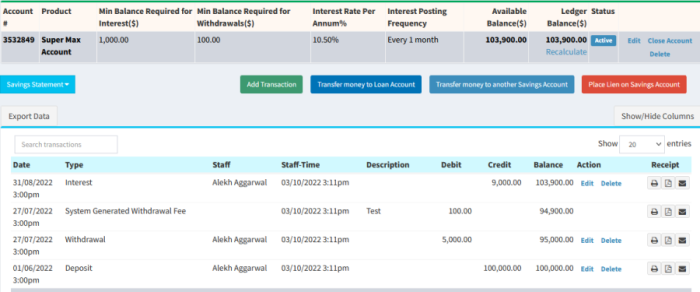 Account # Product Min Balance Required for Interest($) Min Balance Required for Withdrawals($) Interest Rate Per Annum% Interest Posting Frequency Available Balance($) Ledger Balance($) Status
3532849 Super Max Account 1,000.00 100.00 10.50% Every 1 month 103,900.00 103,900.00 Recalculate Active Edit Close Account Delete
Savings Statement Add Transaction Transfer money to Loan Account Transfer money to another Savings Account Place Lien on Savings Account
Export Data Show/Hide Columns
Search transactions Show 20 entries
Date Type Staff Staff-Time Description Debit Credit Balance Action Receipt
31/08/2022 3:00pm Interest Alekh Aggarwal 03/10/2022 3:11pm 9,000.00 103,900.00 Edit Delete
27/07/2022 3:00pm System Generated Withdrawal Fee 03/10/2022 3:11pm Test 100.00 94,900.00
27/07/2022 3:00pm Withdrawal Alekh Aggarwal 03/10/2022 3:11pm 5,000.00 95,000.00 Edit Delete
01/06/2022 3:00pm Deposit Alekh Aggarwal 03/10/2022 3:11pm 100,000.00 100,000.00 Edit Delete